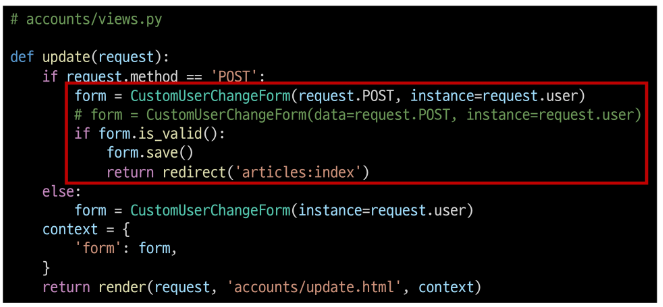 # accounts/views.py
def update(request):
    if request.method == 'POST':
        form = CustomUserChangeForm(request.POST, instance=request.user)
        # form = CustomUserChangeForm(data=request.POST, instance=request.user)
        if form.is_valid():
            form.save()
            return redirect('articles:index')
    else:
        form = CustomUserChangeForm(instance=request.user)
    context = {
        'form': form,
    }
    return render(request, 'accounts/update.html', context)